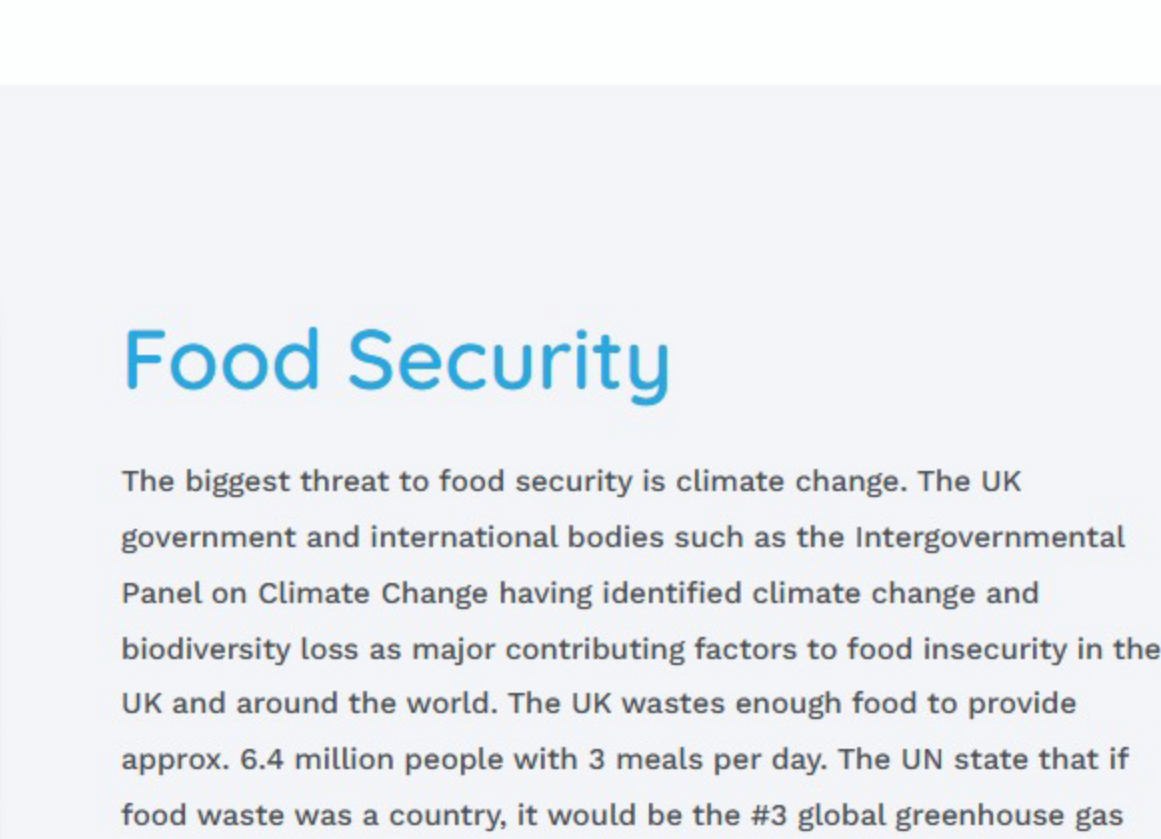 Food Security
The biggest threat to food security is climate change. The UK
government and international bodies such as the Intergovernmental
Panel on Climate Change having identified climate change and
biodiversity loss as major contributing factors to food insecurity in the
UK and around the world. The UK wastes enough food to provide
approx. 6.4 million people with 3 meals per day. The UN state that if
food waste was a country, it would be the #3 global greenhouse gas